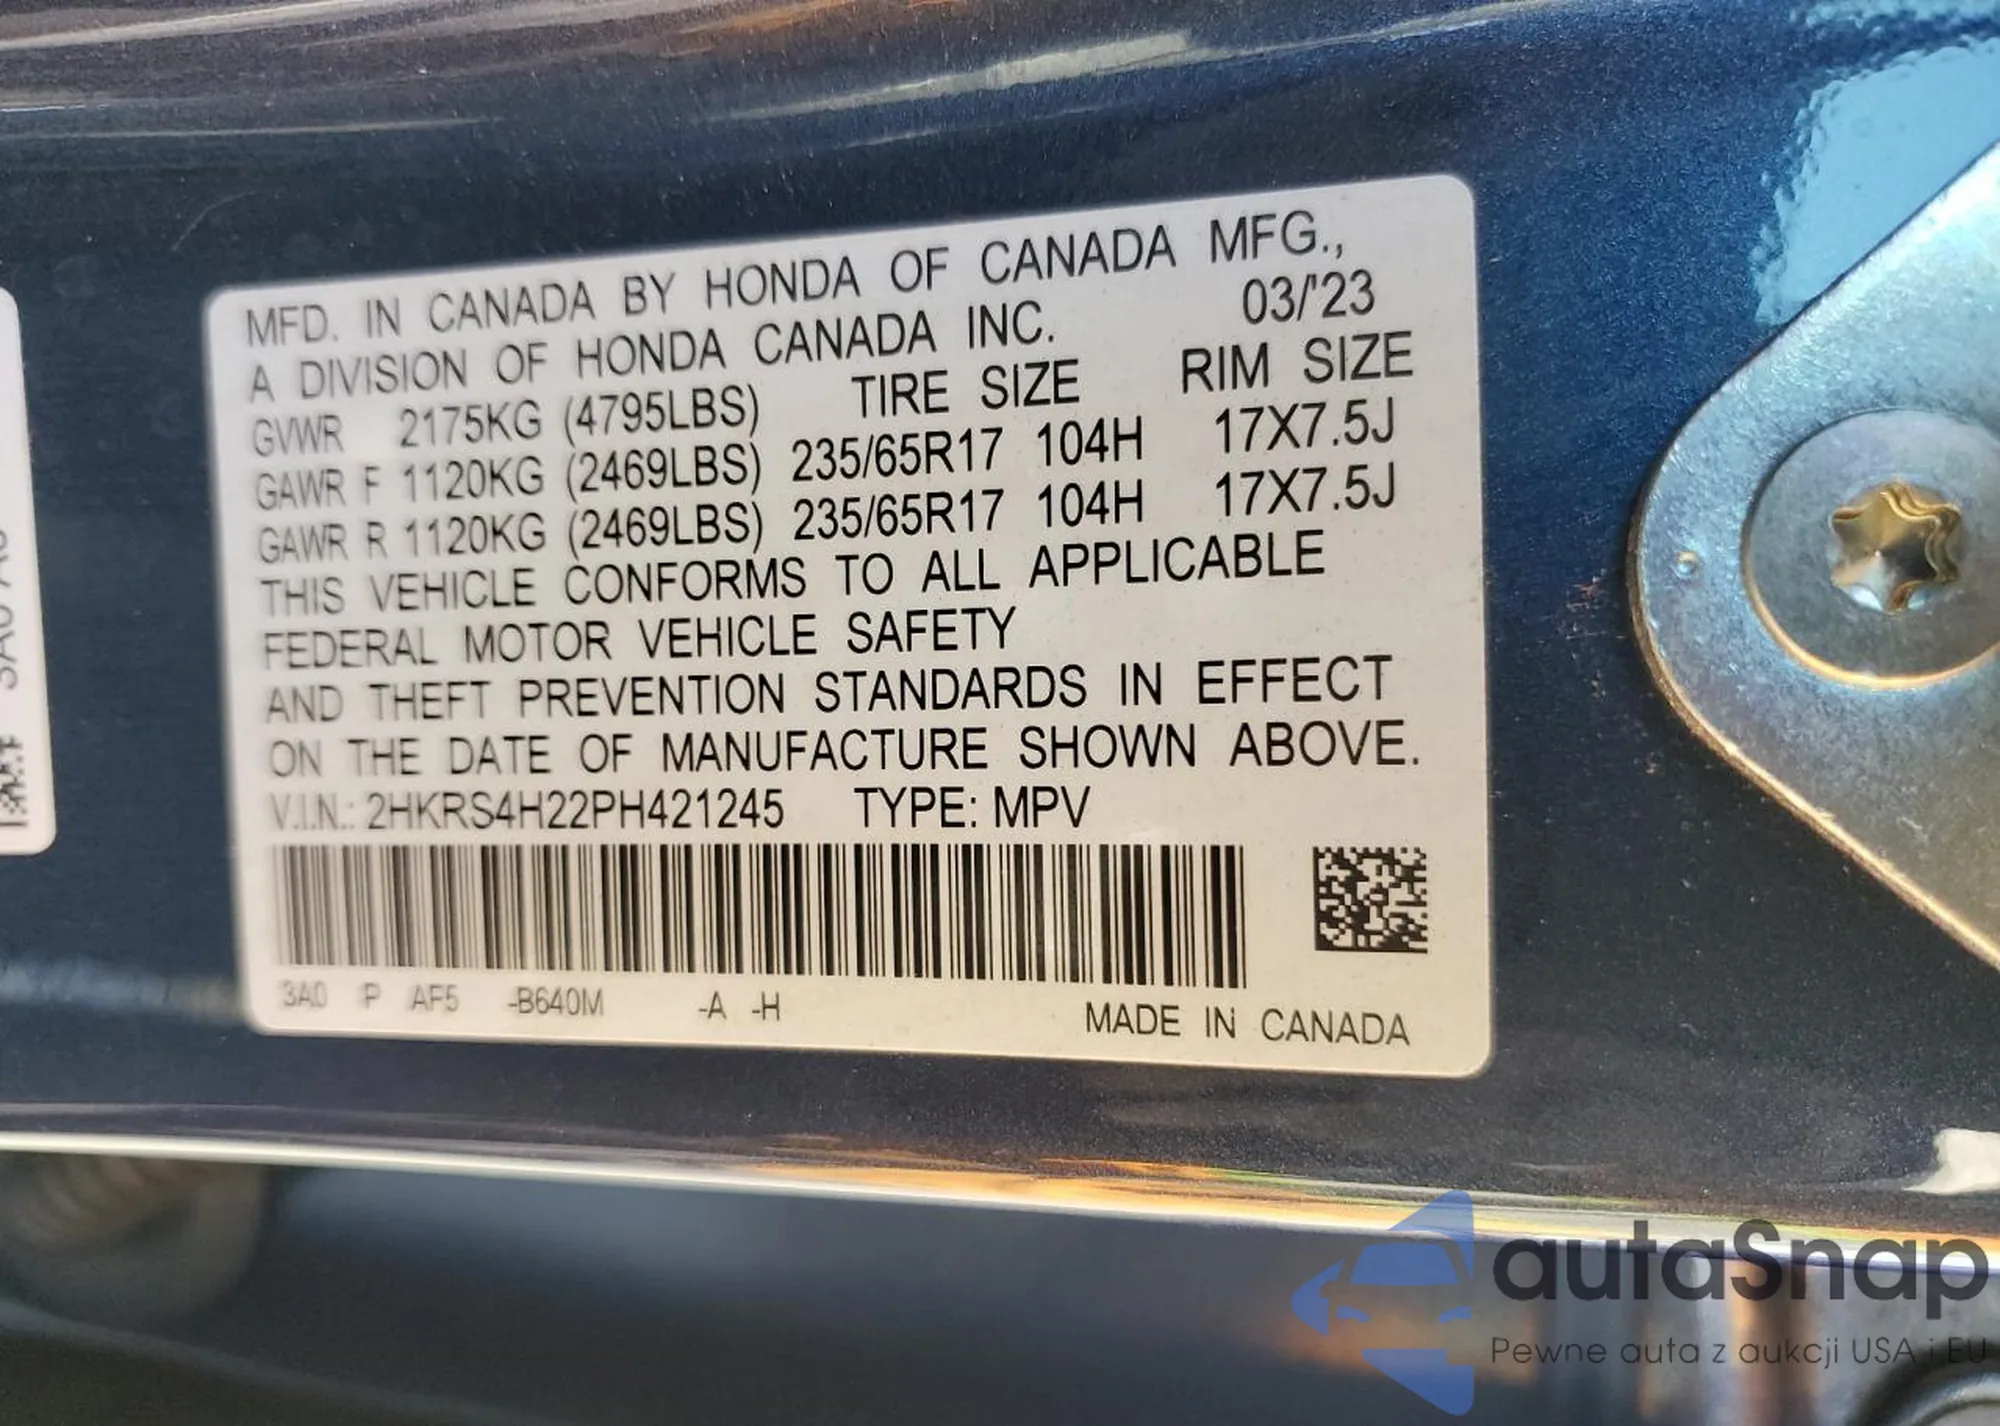 MFD. IN CANADA BY HONDA OF CANADA MFG.,
A DIVISION OF HONDA CANADA INC. 03/'23
GVWR 2175KG (4795LBS) TIRE SIZE RIM SIZE
GAWR F 1120KG (2469LBS) 235/65R17 104H 17X7.5J
GAWR R 1120KG (2469LBS) 235/65R17 104H 17X7.5J
THIS VEHICLE CONFORMS TO ALL APPLICABLE
FEDERAL MOTOR VEHICLE SAFETY
AND THEFT PREVENTION STANDARDS IN EFFECT
ON THE DATE OF MANUFACTURE SHOWN ABOVE.
V.I.N.: 2HKRS4H22PH421245 TYPE: MPV
3A0 P AF5 -B640M -A -H
MADE IN CANADA
autaSnap
Pewne auta z aukcji USA i EU